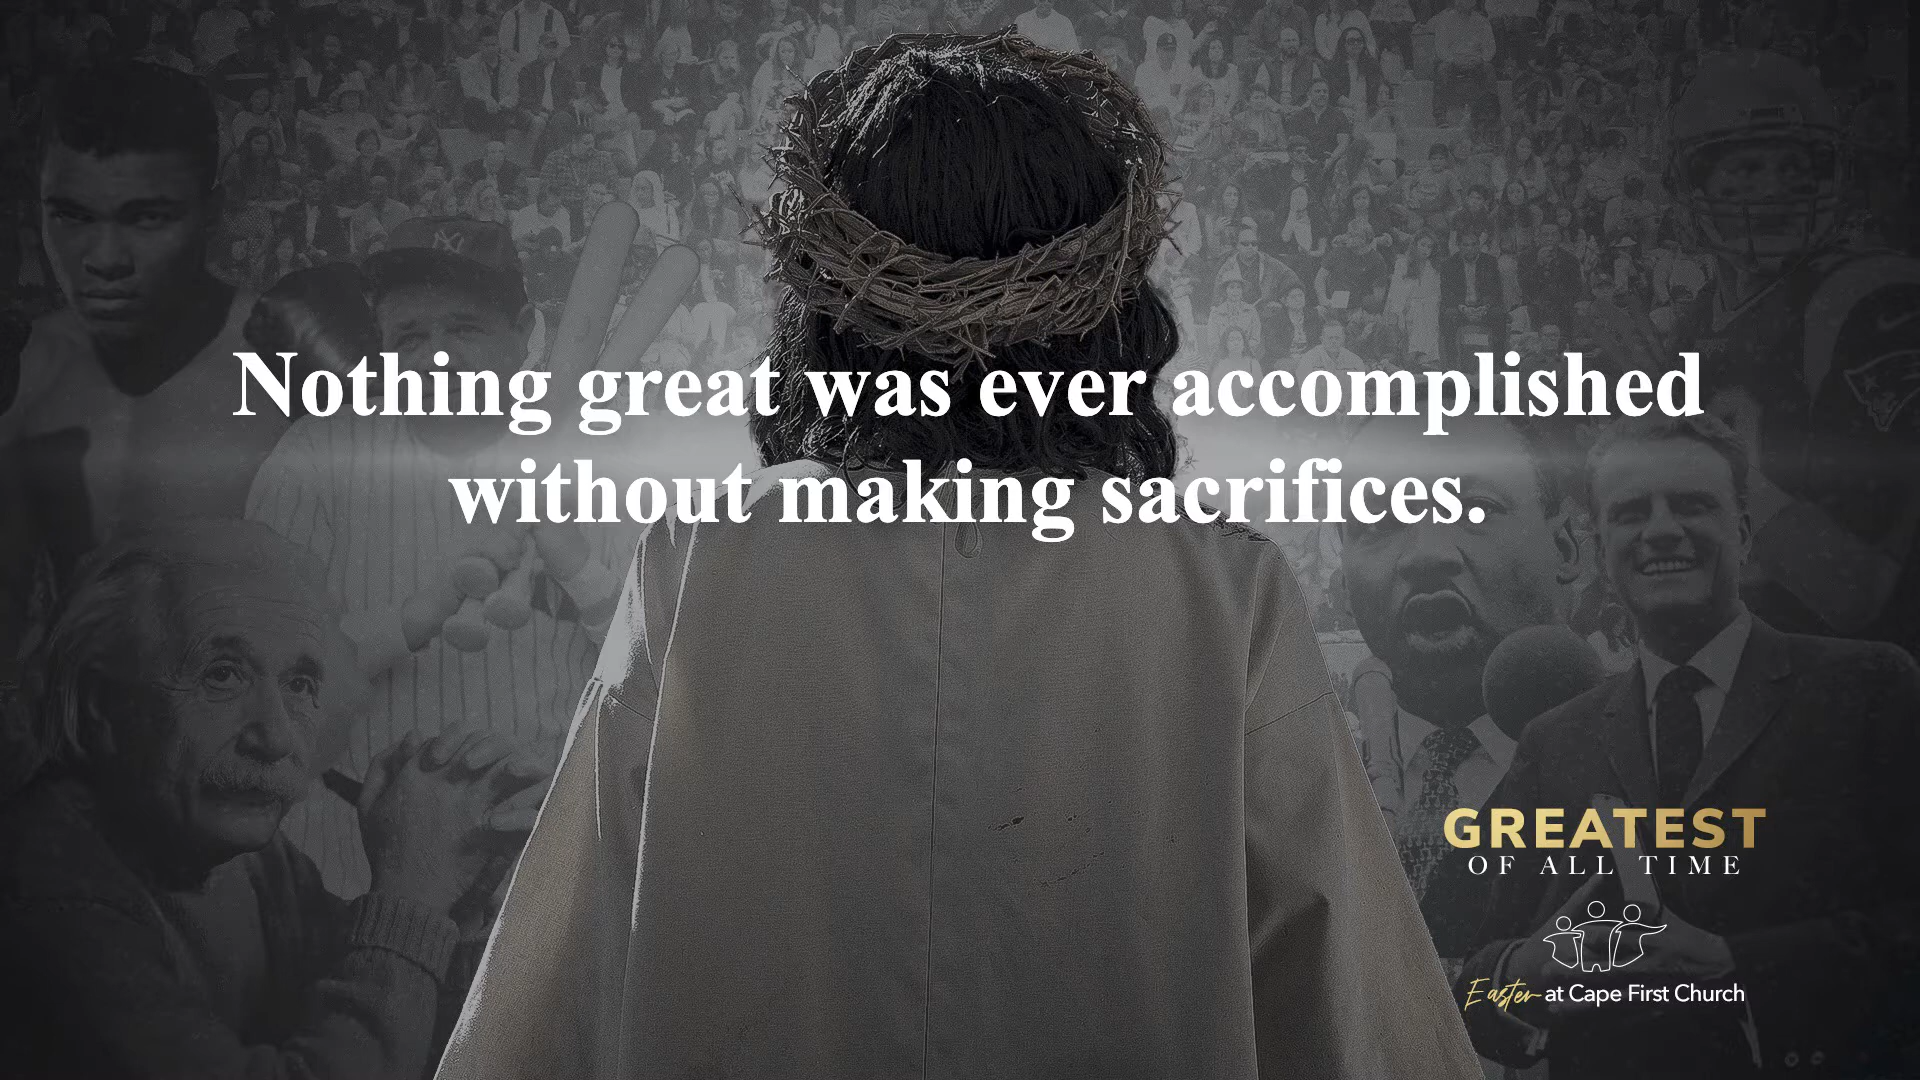 Nothing great was ever accomplished
without making sacrifices.
GREATEST
OF ALL TIME
Easter at Cape First Church